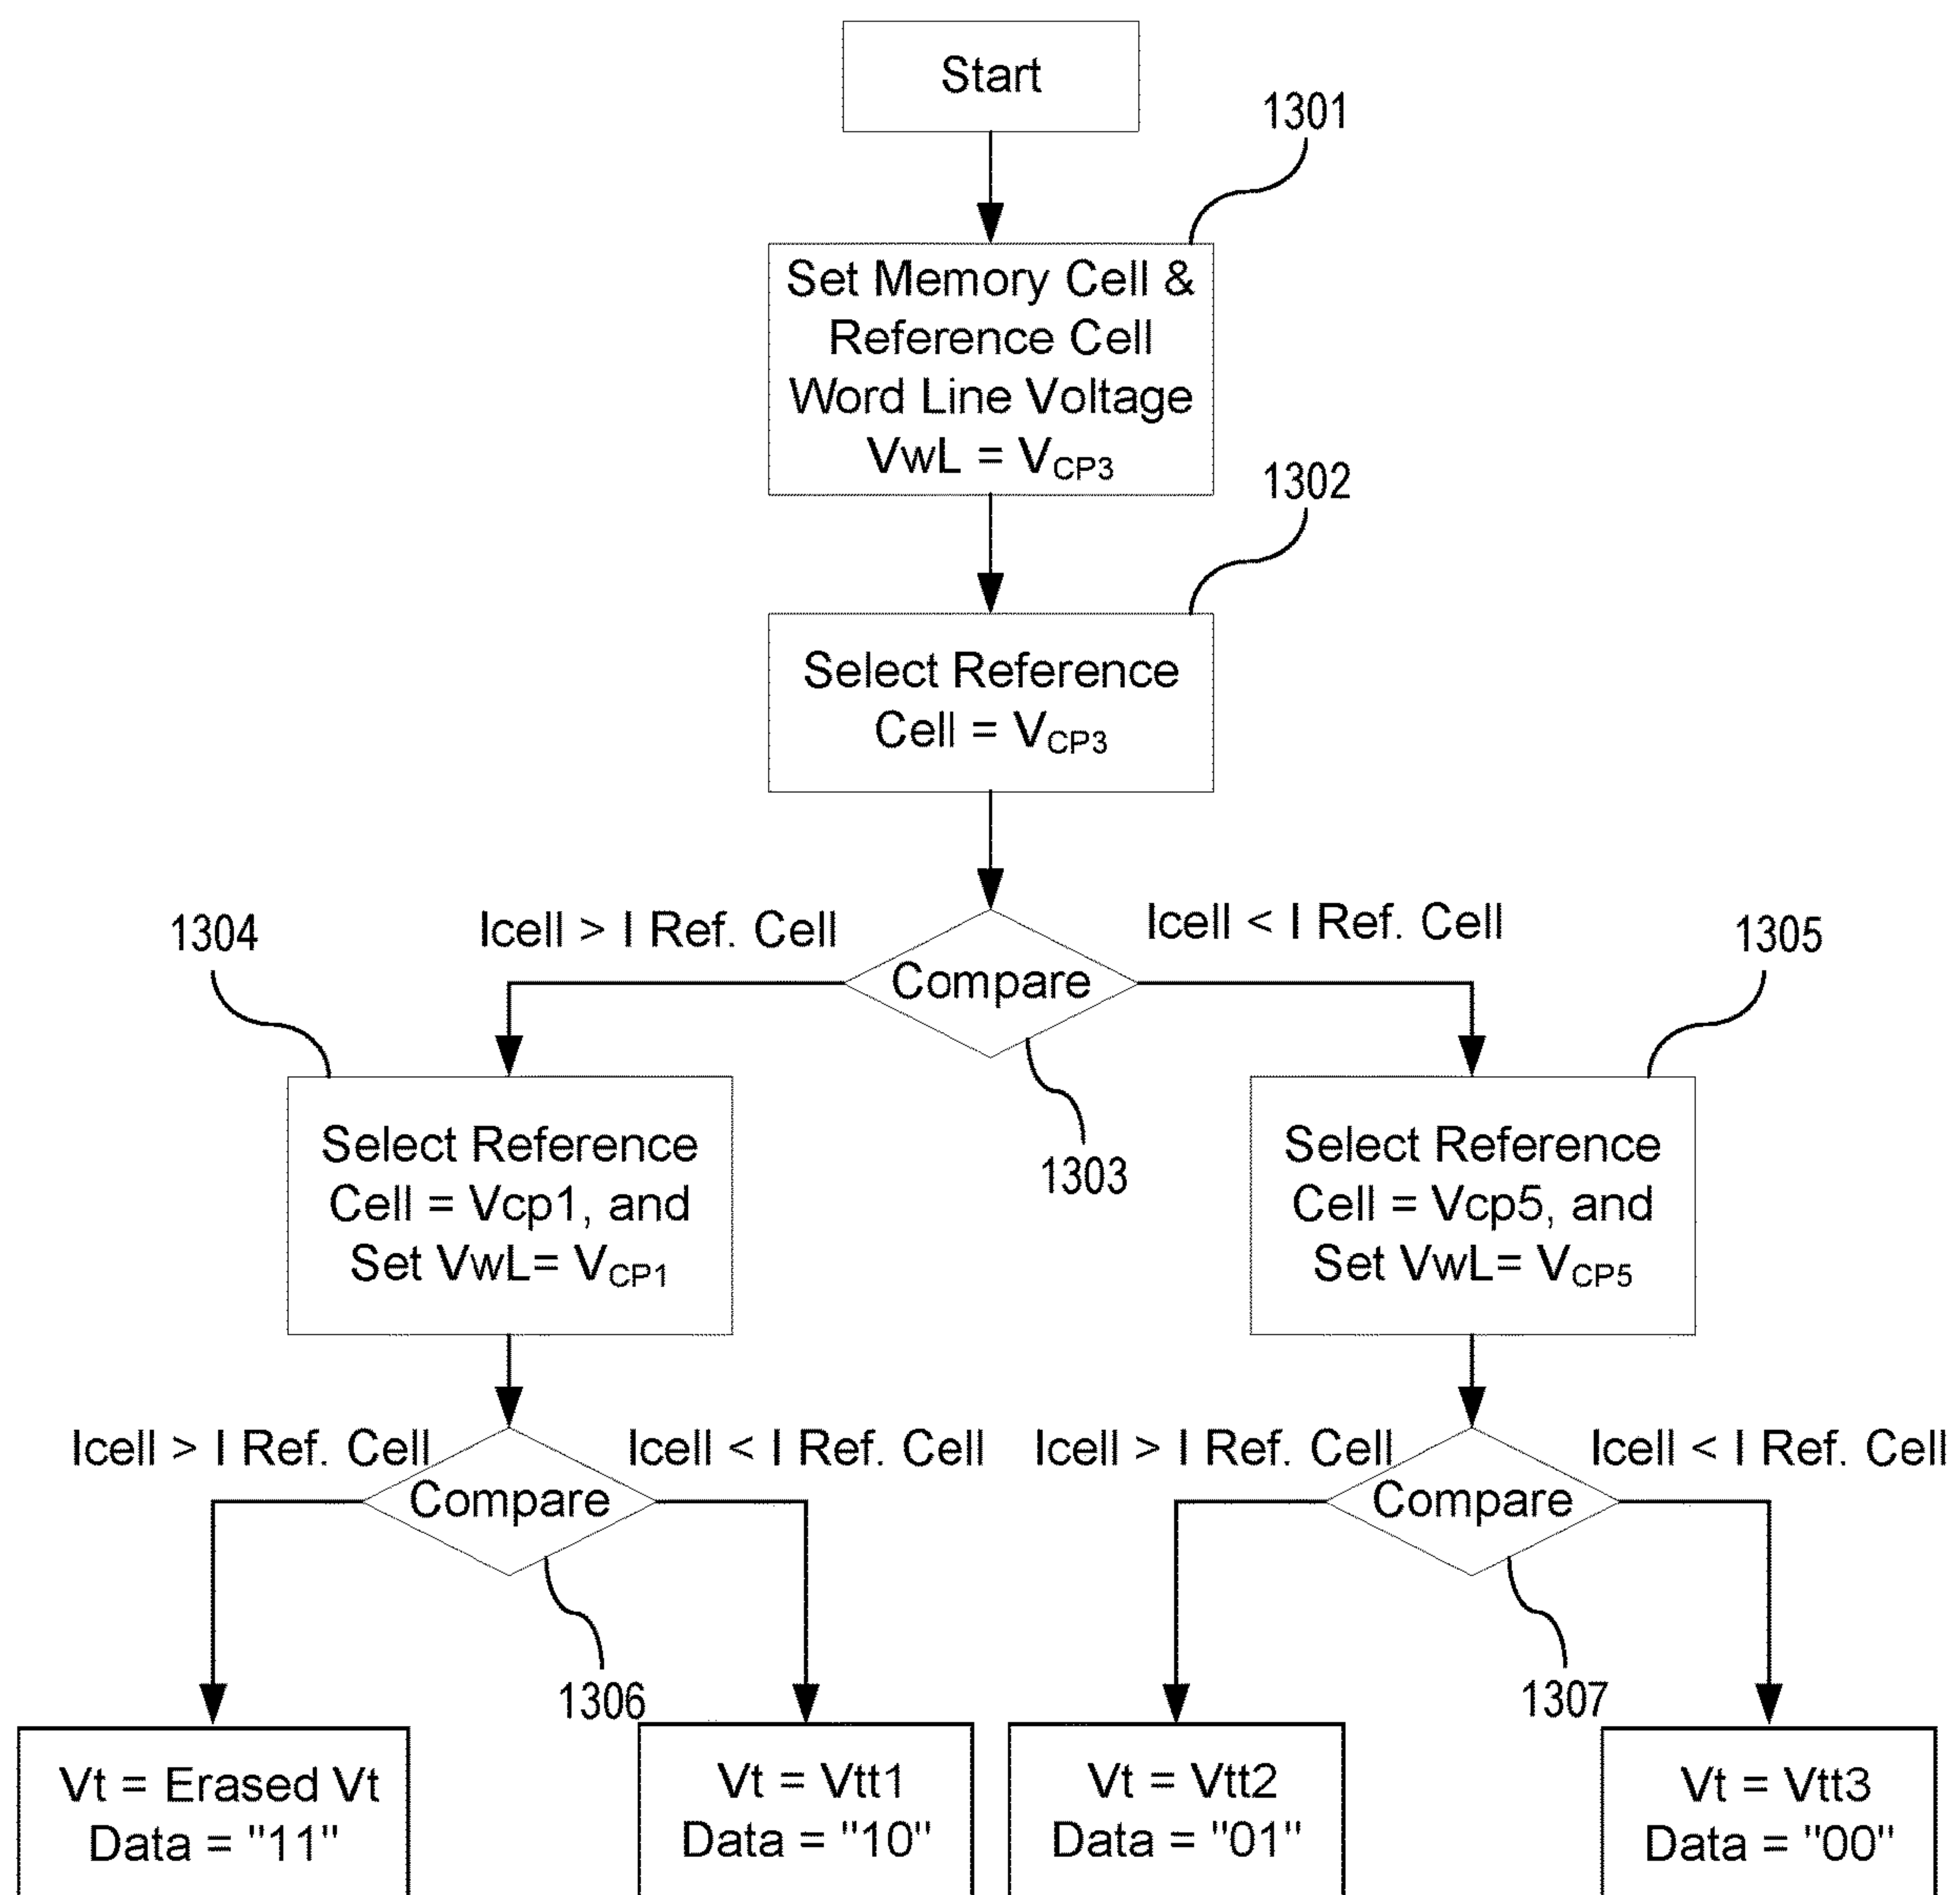 Start
1301
Set Memory Cell &
Reference Cell
Word Line Voltage
VwL = VCP3
1302
Select Reference
Cell = VCP3
1304
Icell > I Ref. Cell
Icell < I Ref. Cell
1305
Compare
1303
Select Reference
Cell = Vcp1, and
Set VwL= VCP1
Select Reference
Cell = Vcp5, and
Set VwL= VCP5
Icell > I Ref. Cell
Icell < I Ref. Cell
Icell > I Ref. Cell
Icell < I Ref. Cell
Compare
Compare
1306
1307
Vt = Erased Vt
Data = "11"
Vt = Vtt1
Data = "10"
Vt = Vtt2
Data = "01"
Vt = Vtt3
Data = "00"